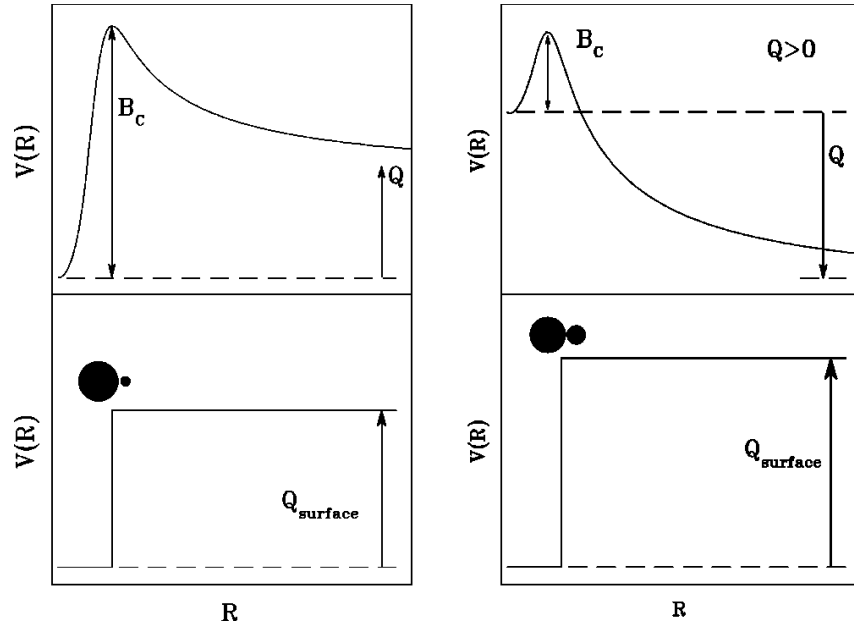 V(R)
B_C
Q
V(R)
B_C
Q>0
Q
V(R)
Q_surface
R
V(R)
Q_surface
R